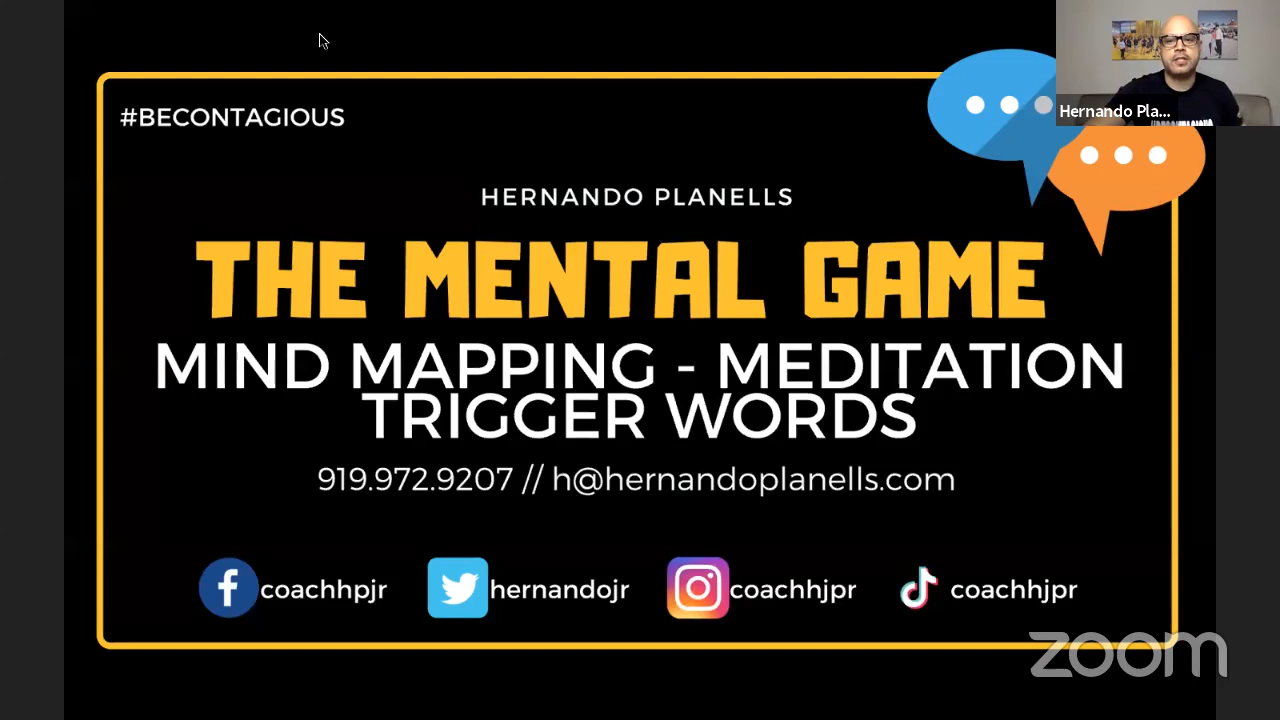 #BECONTAGIOUS
Hernando Pla...
HERNANDO PLANELLS
THE MENTAL GAME
MIND MAPPING - MEDITATION
TRIGGER WORDS
919.972.9207 // h@hernandoplanells.com
coachhpjr
hernandojr
coachhjpr
coachhjpr
zoom